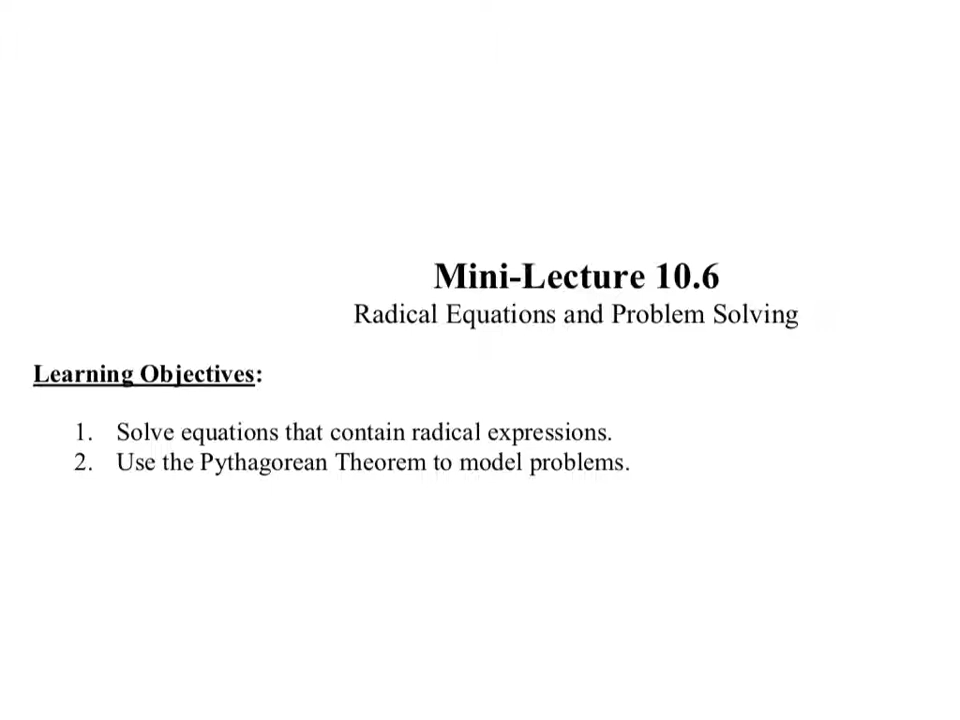 Mini-Lecture 10.6
Radical Equations and Problem Solving
Learning Objectives:
1. Solve equations that contain radical expressions.
2. Use the Pythagorean Theorem to model problems.